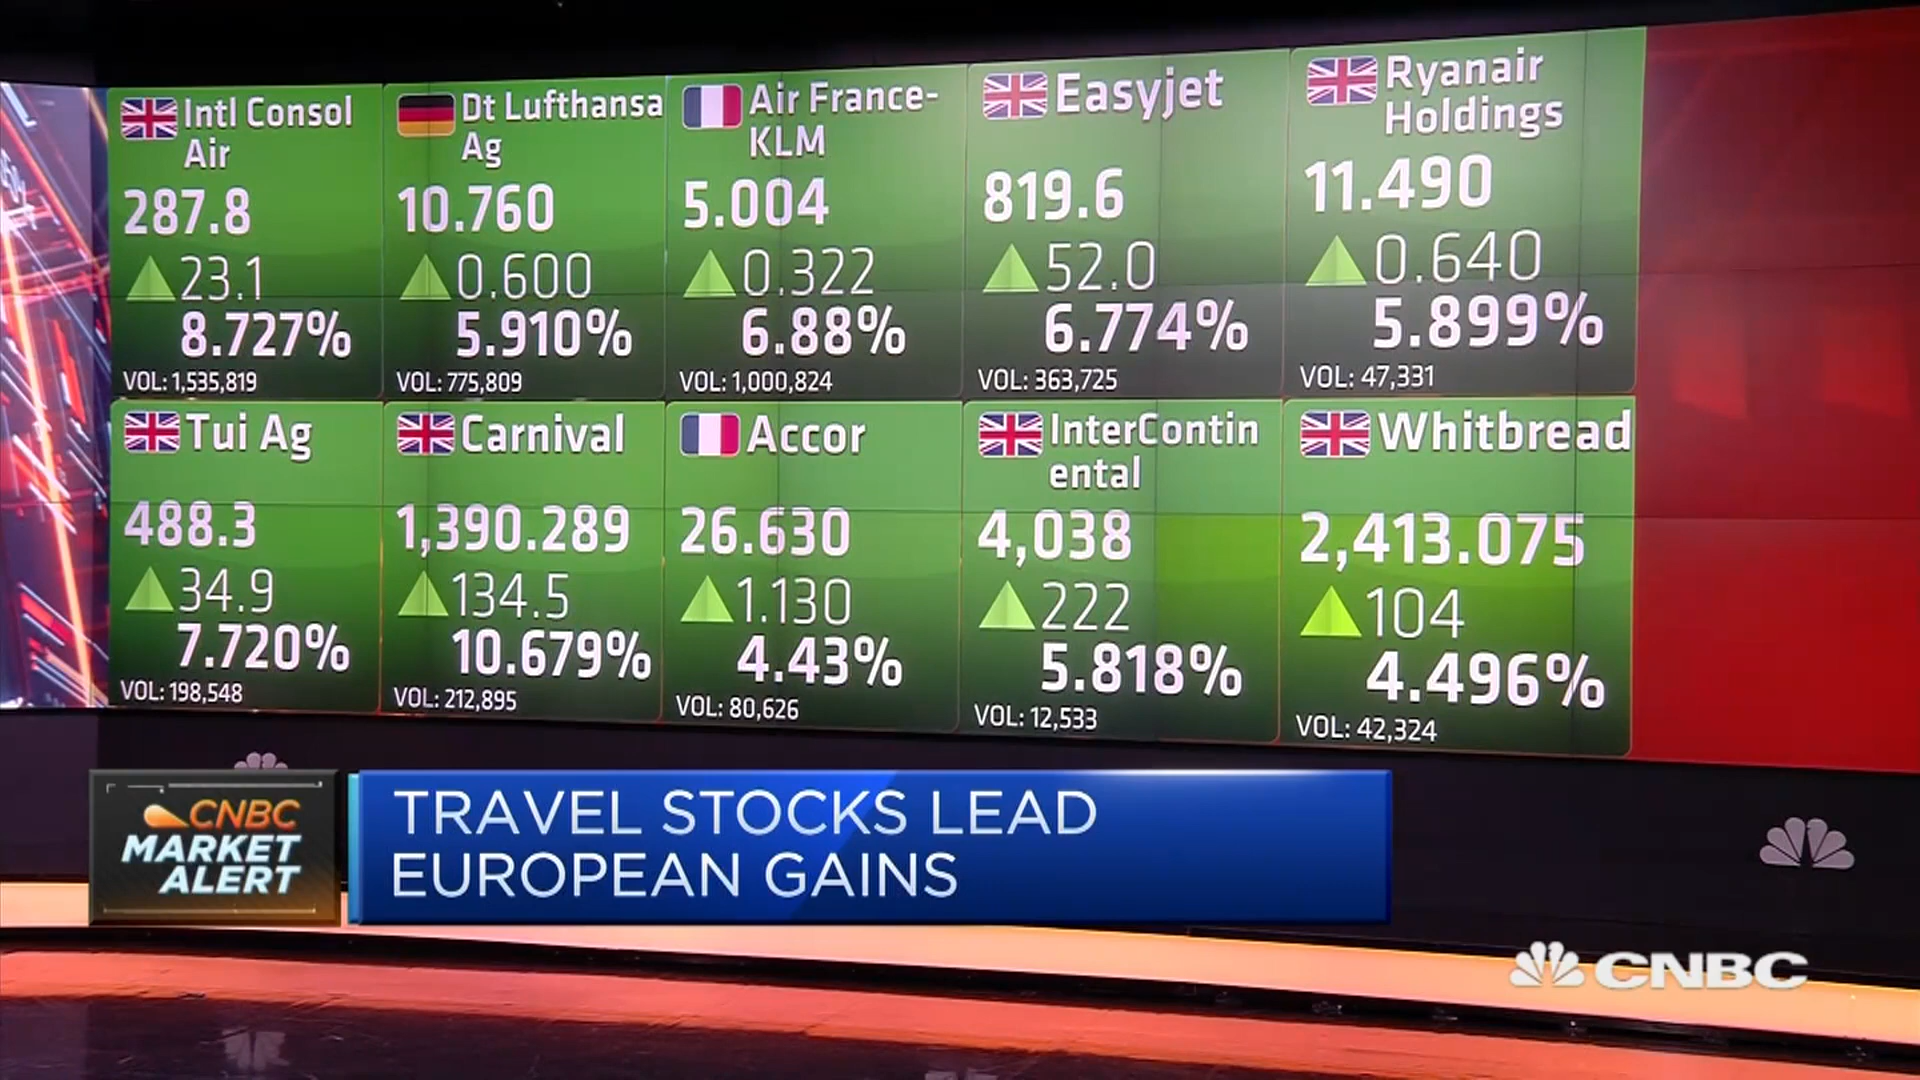 Intl Consol
Air
287.8
23.1
8.727%
VOL: 1,535,819
Dt Lufthansa
Ag
10.760
0.600
5.910%
VOL: 775,809
Air France-
KLM
5.004
0.322
6.88%
VOL: 1,000,824
Easyjet
819.6
52.0
6.774%
VOL: 363,725
Ryanair
Holdings
11.490
0.640
5.899%
VOL: 47,331
Tui Ag
488.3
34.9
7.720%
VOL: 198,548
Carnival
1,390.289
134.5
10.679%
VOL: 212,895
Accor
26.630
1.130
4.43%
VOL: 80,626
InterContin
ental
4,038
222
5.818%
VOL: 12,533
Whitbread
2,413.075
104
4.496%
VOL: 42,324
CNBC
MARKET
ALERT
TRAVEL STOCKS LEAD
EUROPEAN GAINS
CNBC